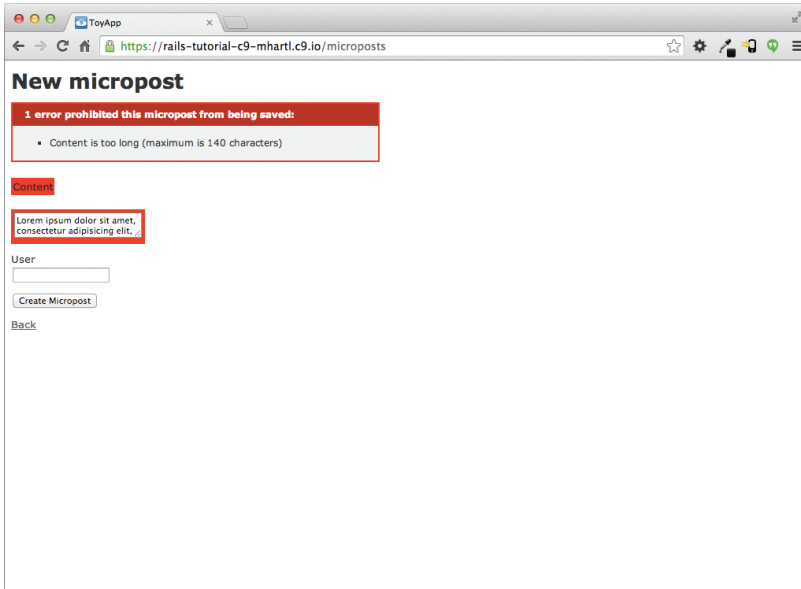 ToyApp
https://rails-tutorial-c9-mhartl.c9.io/microposts
New micropost
1 error prohibited this micropost from being saved:
Content is too long (maximum is 140 characters)
Content
Lorem ipsum dolor sit amet,
consectetur adipisicing elit,
User
Create Micropost
Back